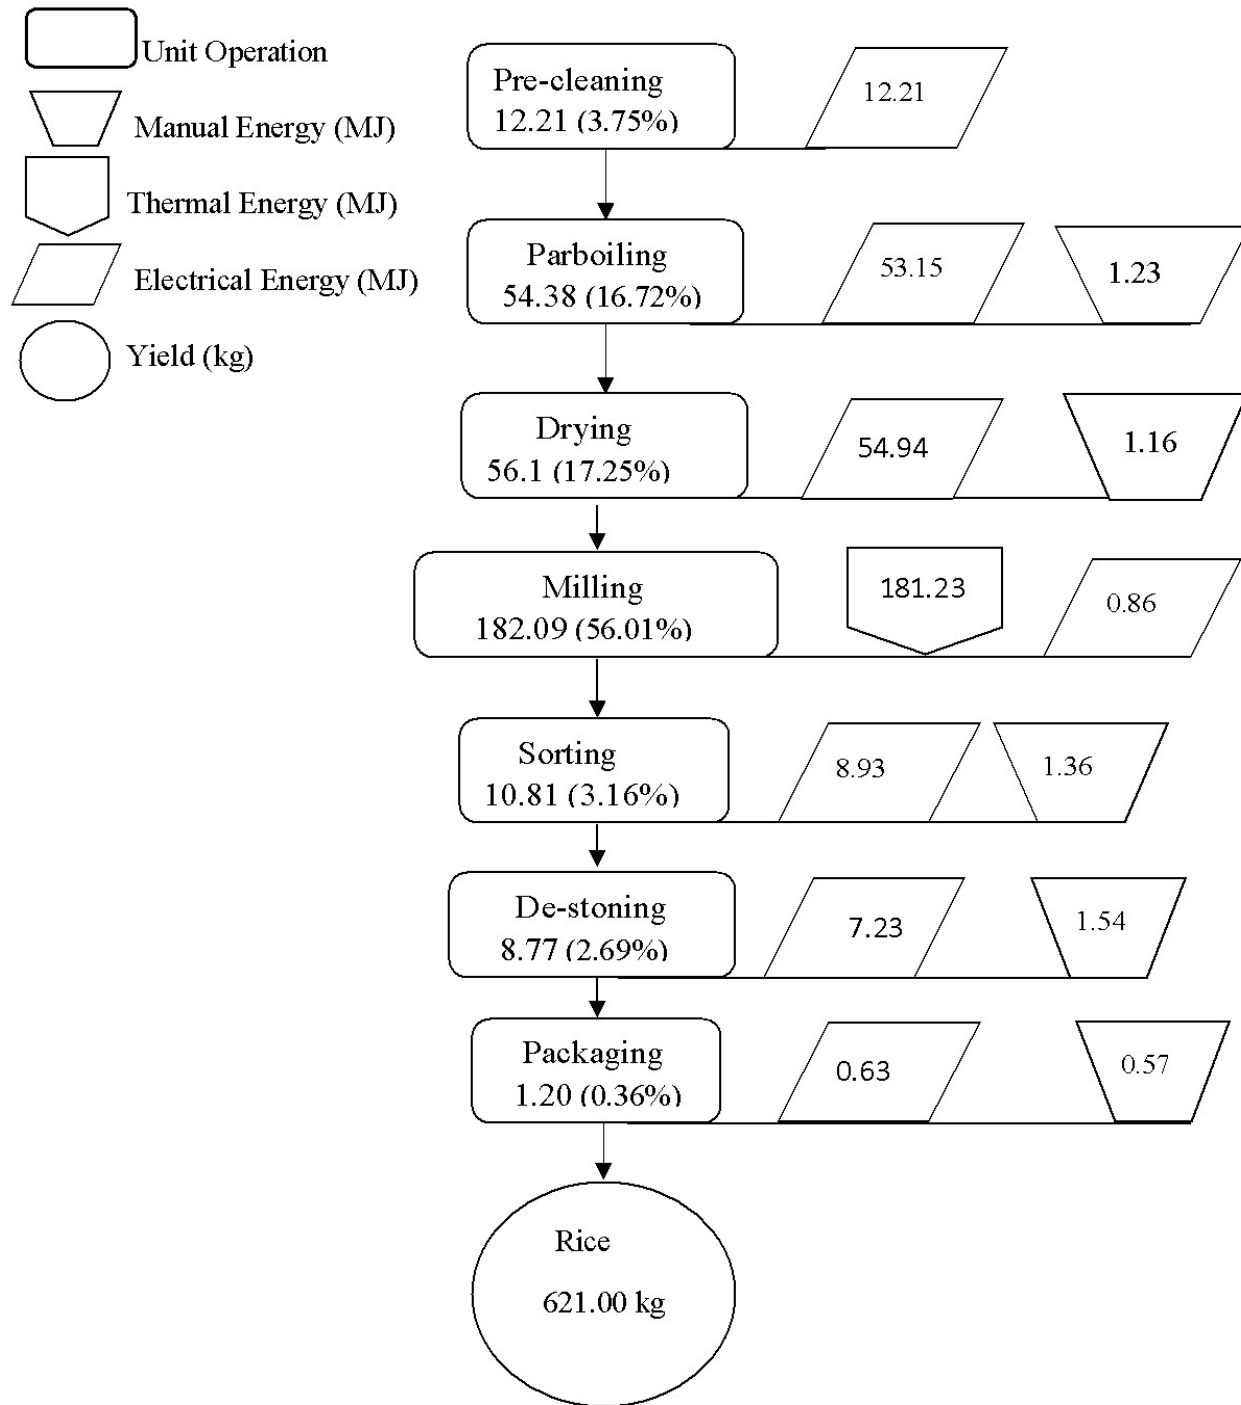 Unit Operation
Manual Energy (MJ)
Thermal Energy (MJ)
Electrical Energy (MJ)
Yield (kg)
Pre-cleaning
12.21 (3.75%)
12.21
Parboiling
54.38 (16.72%)
53.15
1.23
Drying
56.1 (17.25%)
54.94
1.16
Milling
182.09 (56.01%)
181.23
0.86
Sorting
10.81 (3.16%)
8.93
1.36
De-stoning
8.77 (2.69%)
7.23
1.54
Packaging
1.20 (0.36%)
0.63
0.57
Rice
621.00 kg